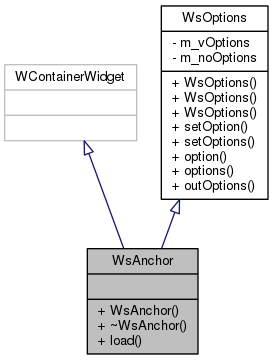 WsOptions
- m_vOptions
- m_noOptions
+ WsOptions()
+ WsOptions()
+ WsOptions()
+ setOption()
+ setOptions()
+ option()
+ options()
+ outOptions()
WContainerWidget
WsAnchor
+ WsAnchor()
+ ~WsAnchor()
+ load()